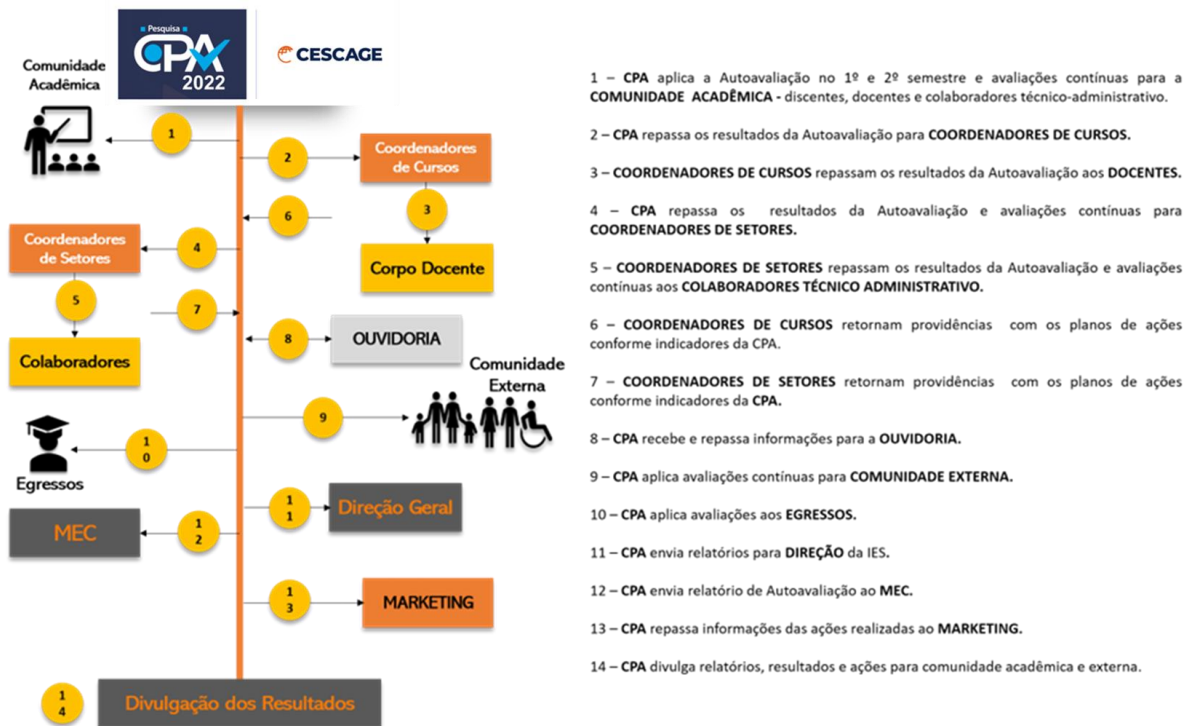 Pesquisa
CPA
2022
CESCAGE
Comunidade
Acadêmica
1
2
Coordenadores
de Cursos
3
6
Corpo Docente
Coordenadores
de Setores
4
5
7
Colaboradores
8
OUVIDORIA
Comunidade
Externa
9
1
0
Egressos
1
1
Direção Geral
MEC
1
2
1
3
MARKETING
1
4
Divulgação dos Resultados
1 – CPA aplica a Autoavaliação no 1º e 2º semestre e avaliações contínuas para a
COMUNIDADE ACADÊMICA - discentes, docentes e colaboradores técnico-administrativo.
2 – CPA repassa os resultados da Autoavaliação para COORDENADORES DE CURSOS.
3 – COORDENADORES DE CURSOS repassam os resultados da Autoavaliação aos DOCENTES.
4 – CPA repassa os resultados da Autoavaliação e avaliações contínuas para
COORDENADORES DE SETORES.
5 – COORDENADORES DE SETORES repassam os resultados da Autoavaliação e avaliações
contínuas aos COLABORADORES TÉCNICO ADMINISTRATIVO.
6 – COORDENADORES DE CURSOS retornam providências com os planos de ações
conforme indicadores da CPA.
7 – COORDENADORES DE SETORES retornam providências com os planos de ações
conforme indicadores da CPA.
8 – CPA recebe e repassa informações para a OUVIDORIA.
9 – CPA aplica avaliações contínuas para COMUNIDADE EXTERNA.
10 – CPA aplica avaliações aos EGRESSOS.
11 – CPA envia relatórios para DIREÇÃO da IES.
12 – CPA envia relatório de Autoavaliação ao MEC.
13 – CPA repassa informações das ações realizadas ao MARKETING.
14 – CPA divulga relatórios, resultados e ações para comunidade acadêmica e externa.